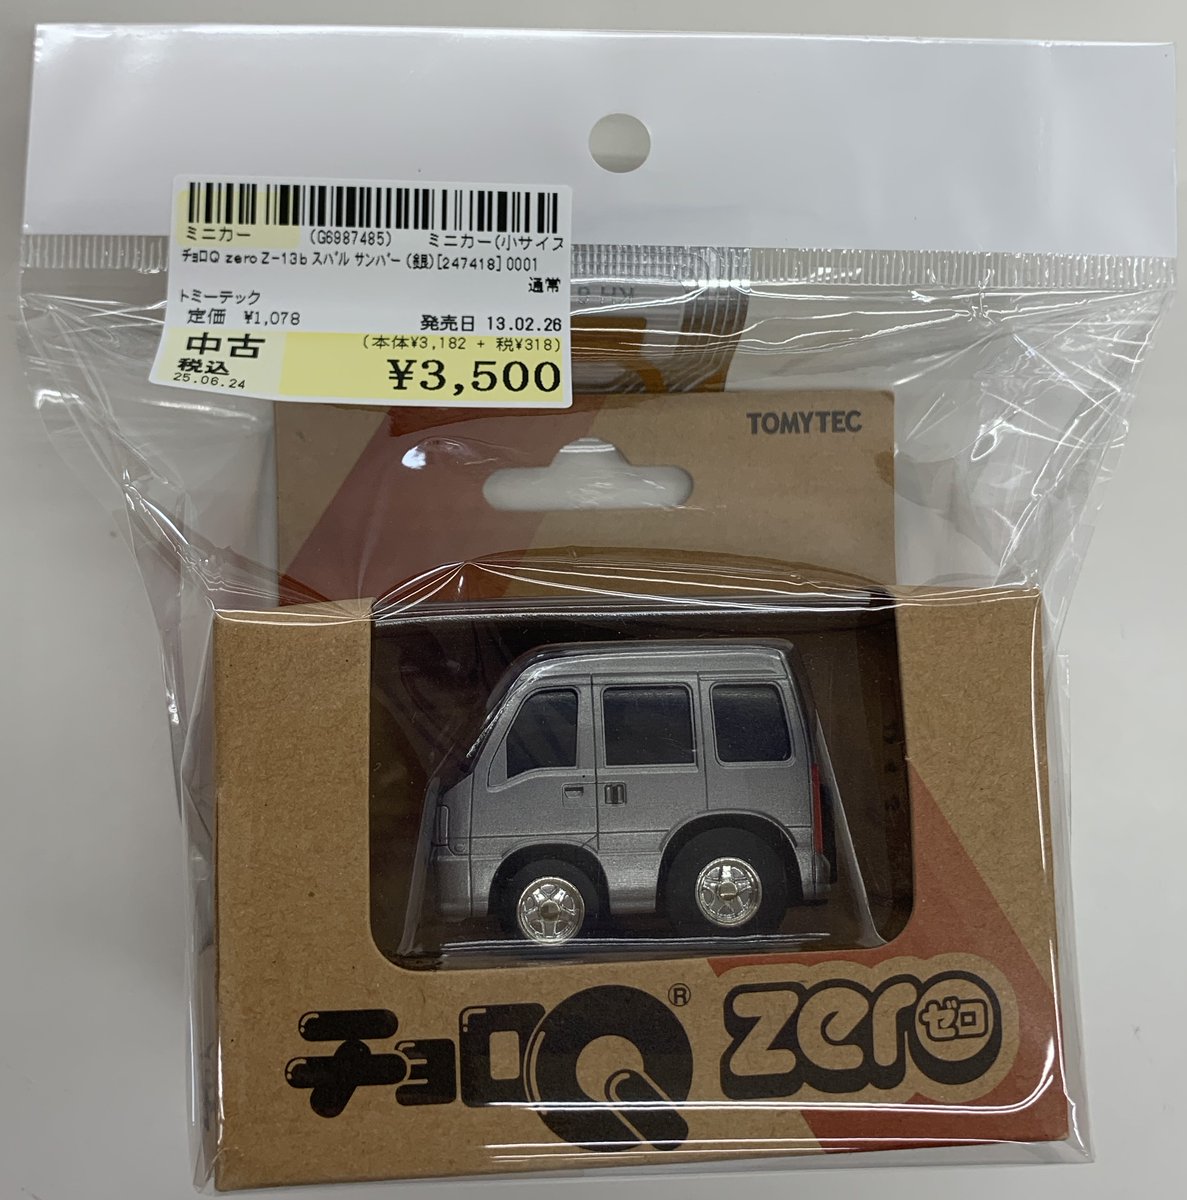 ミニカー (G6987485) ミニカー(小サイズ
チョロQ zero Z-13b スバル サンバー (銀)[247418] 0001
通常
トミーテック
定価 ¥1,078 発売日 13.02.26
中古 (本体¥3,182 + 税¥318)
税込 ¥3,500
25.06.24
TOMYTEC
チョロQ® zero ゼロ